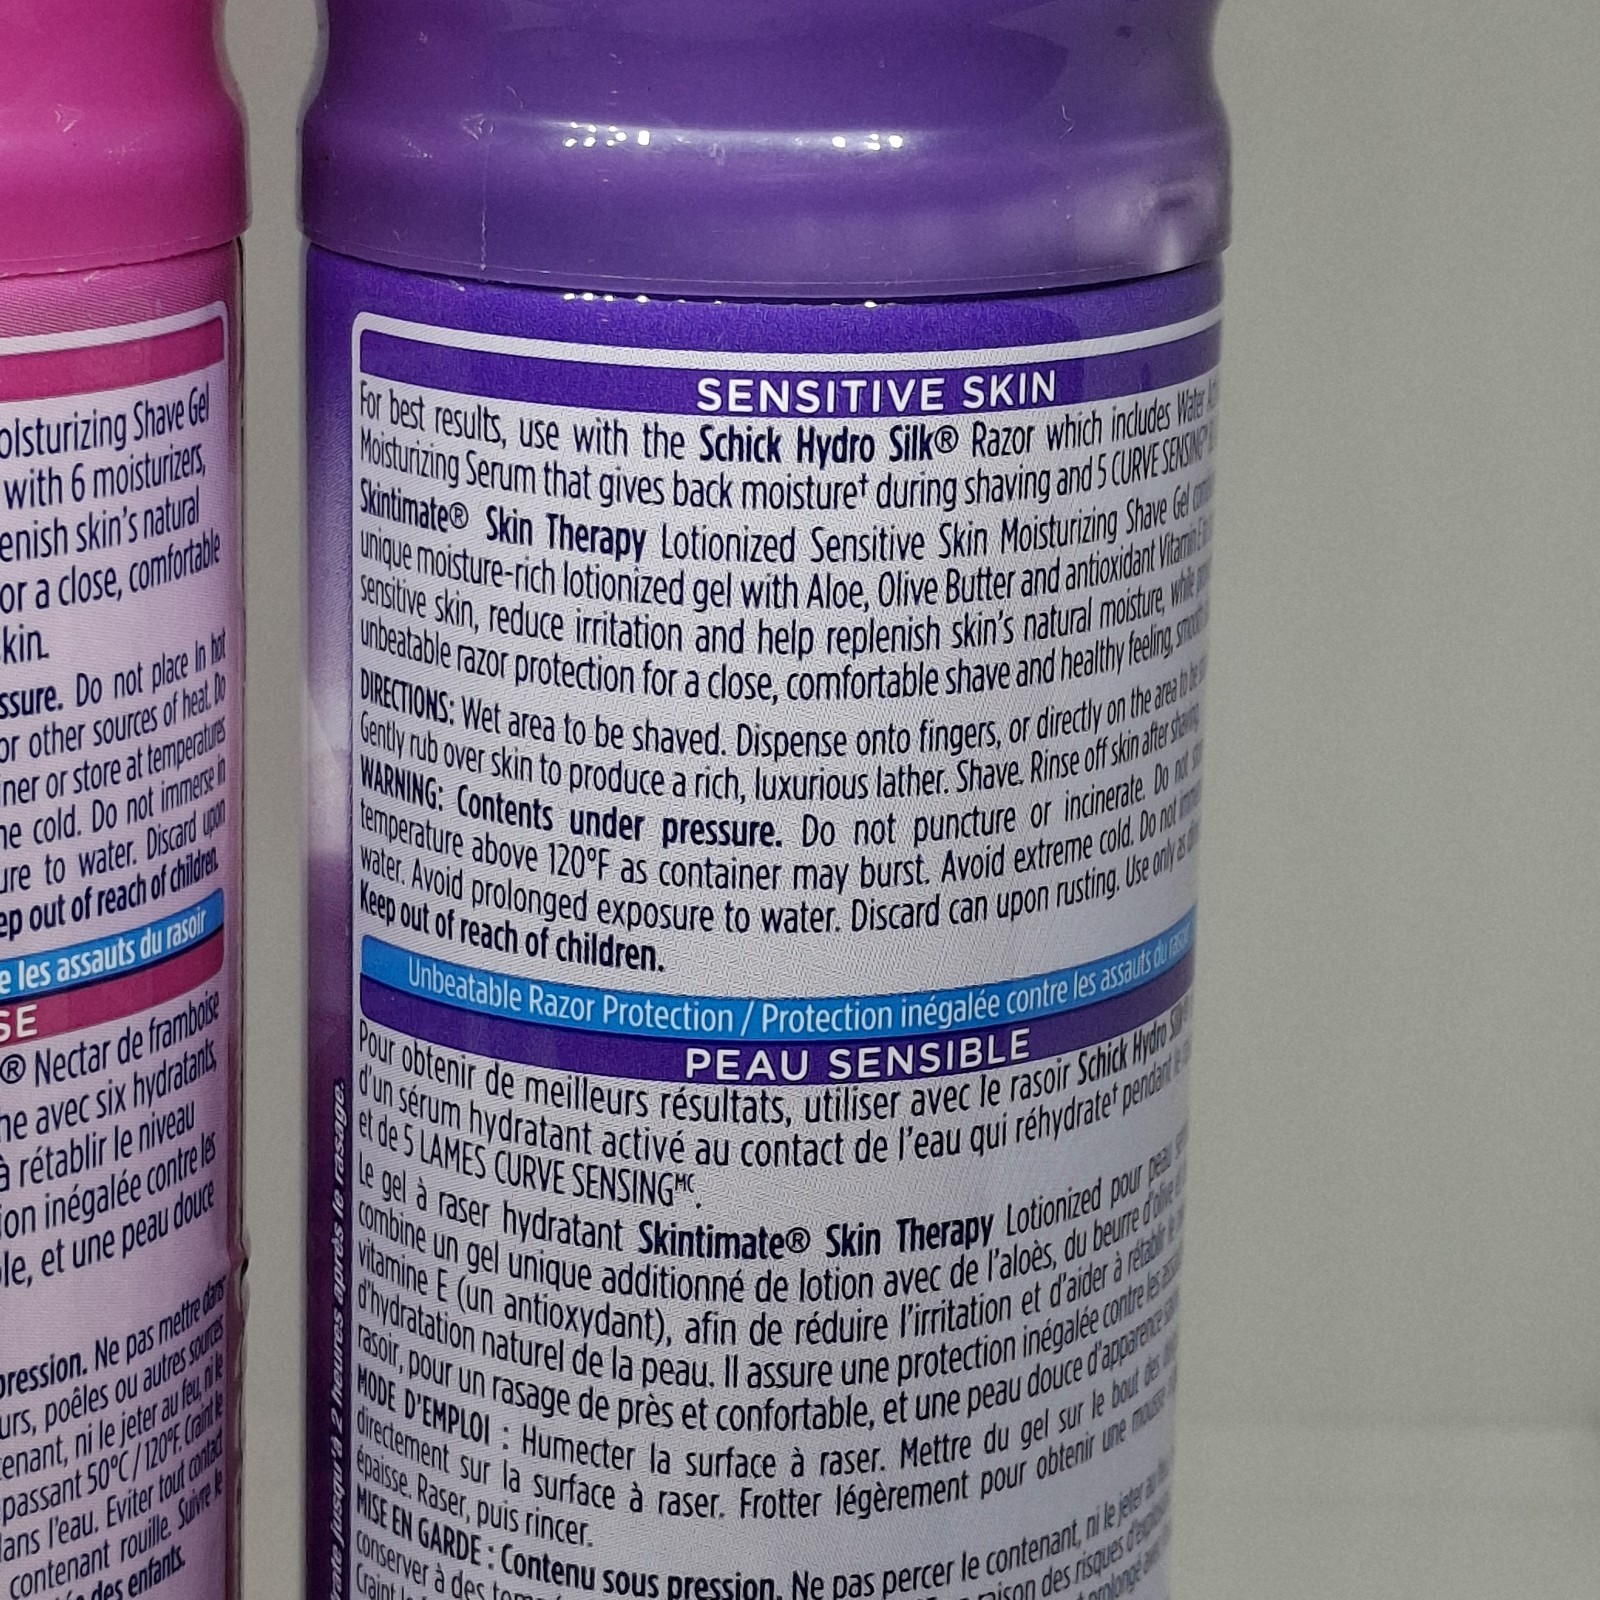 oisturizing Shave Gel
with 6 moisturizers,
enish skin's natural
or a close, comfortable
kin.
ssure. Do not place in hot
or other sources of heat. Do
ner or store at temperatures
ne cold. Do not immerse in
ure to water. Discard upon
ep out of reach of children.
e les assauts du rasoir
SE
® Nectar de framboise
ne avec six hydratants,
à rétablir le niveau
ion inégalée contre les
le, et une peau douce
pression. Ne pas mettre dans
urs, poêles ou autres sources
tenant, ni le jeter au feu, ni le
passant 50°C / 120°F. Craint le
dans l'eau. Eviter tout contact
contenant rouille. Suivre le
des enfants.
jusqu'à 2 heures après le rasage.
SENSITIVE SKIN
For best results, use with the Schick Hydro Silk® Razor which includes Water
Moisturizing Serum that gives back moisture† during shaving and 5 CURVE SENSING
Skintimate® Skin Therapy Lotionized Sensitive Skin Moisturizing Shave Gel
unique moisture-rich lotionized gel with Aloe, Olive Butter and antioxidant Vitamin E
sensitive skin, reduce irritation and help replenish skin's natural moisture, while
unbeatable razor protection for a close, comfortable shave and healthy feeling,
DIRECTIONS: Wet area to be shaved. Dispense onto fingers, or directly on the area to be
Gently rub over skin to produce a rich, luxurious lather. Shave. Rinse off skin after shaving.
WARNING: Contents under pressure. Do not puncture or incinerate. Do not
temperature above 120°F as container may burst. Avoid extreme cold. Do not
water. Avoid prolonged exposure to water. Discard can upon rusting. Use only as
Keep out of reach of children.
Unbeatable Razor Protection / Protection inégalée contre les assauts du
PEAU SENSIBLE
Pour obtenir de meilleurs résultats, utiliser avec le rasoir Schick Hydro
d'un sérum hydratant activé au contact de l'eau qui réhydrate† pendant le
et de 5 LAMES CURVE SENSINGᴹᶜ.
Le gel à raser hydratant Skintimate® Skin Therapy Lotionized pour peau
combine un gel unique additionné de lotion avec de l'aloès, du beurre d'olive
vitamine E (un antioxydant), afin de réduire l'irritation et d'aider à rétablir le
d'hydratation naturel de la peau. Il assure une protection inégalée contre les
rasoir, pour un rasage de près et confortable, et une peau douce d'apparence
MODE D'EMPLOI : Humecter la surface à raser. Mettre du gel sur le bout des
directement sur la surface à raser. Frotter légèrement pour obtenir une mousse
épaisse. Raser, puis rincer.
MISE EN GARDE : Contenu sous pression. Ne pas percer le contenant, ni le jeter au
conserver à des des risques
Craint